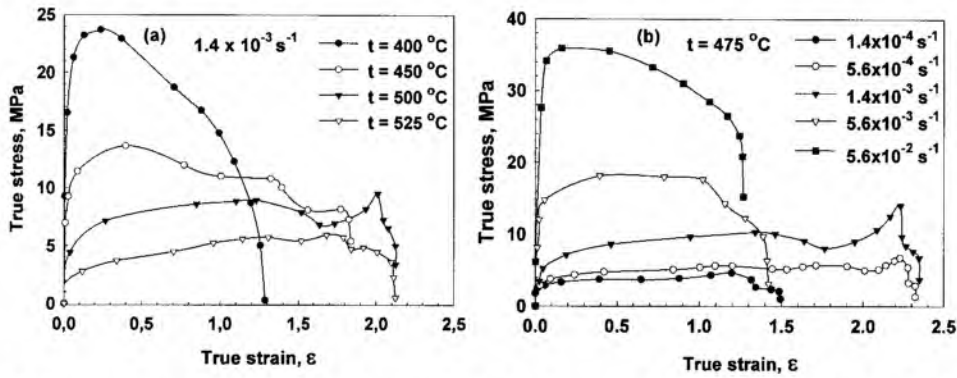 (a)
1.4 x 10⁻³ s⁻¹
t = 400 °C
t = 450 °C
t = 500 °C
t = 525 °C
True stress, MPa
25
20
15
10
5
0
0,0 0,5 1,0 1,5 2,0 2,5
True strain, ε
(b)
t = 475 °C
1.4x10⁻⁴ s⁻¹
5.6x10⁻⁴ s⁻¹
1.4x10⁻³ s⁻¹
5.6x10⁻³ s⁻¹
5.6x10⁻² s⁻¹
True stress, MPa
40
30
20
10
0
0.0 0.5 1.0 1.5 2.0 2.5
True strain, ε